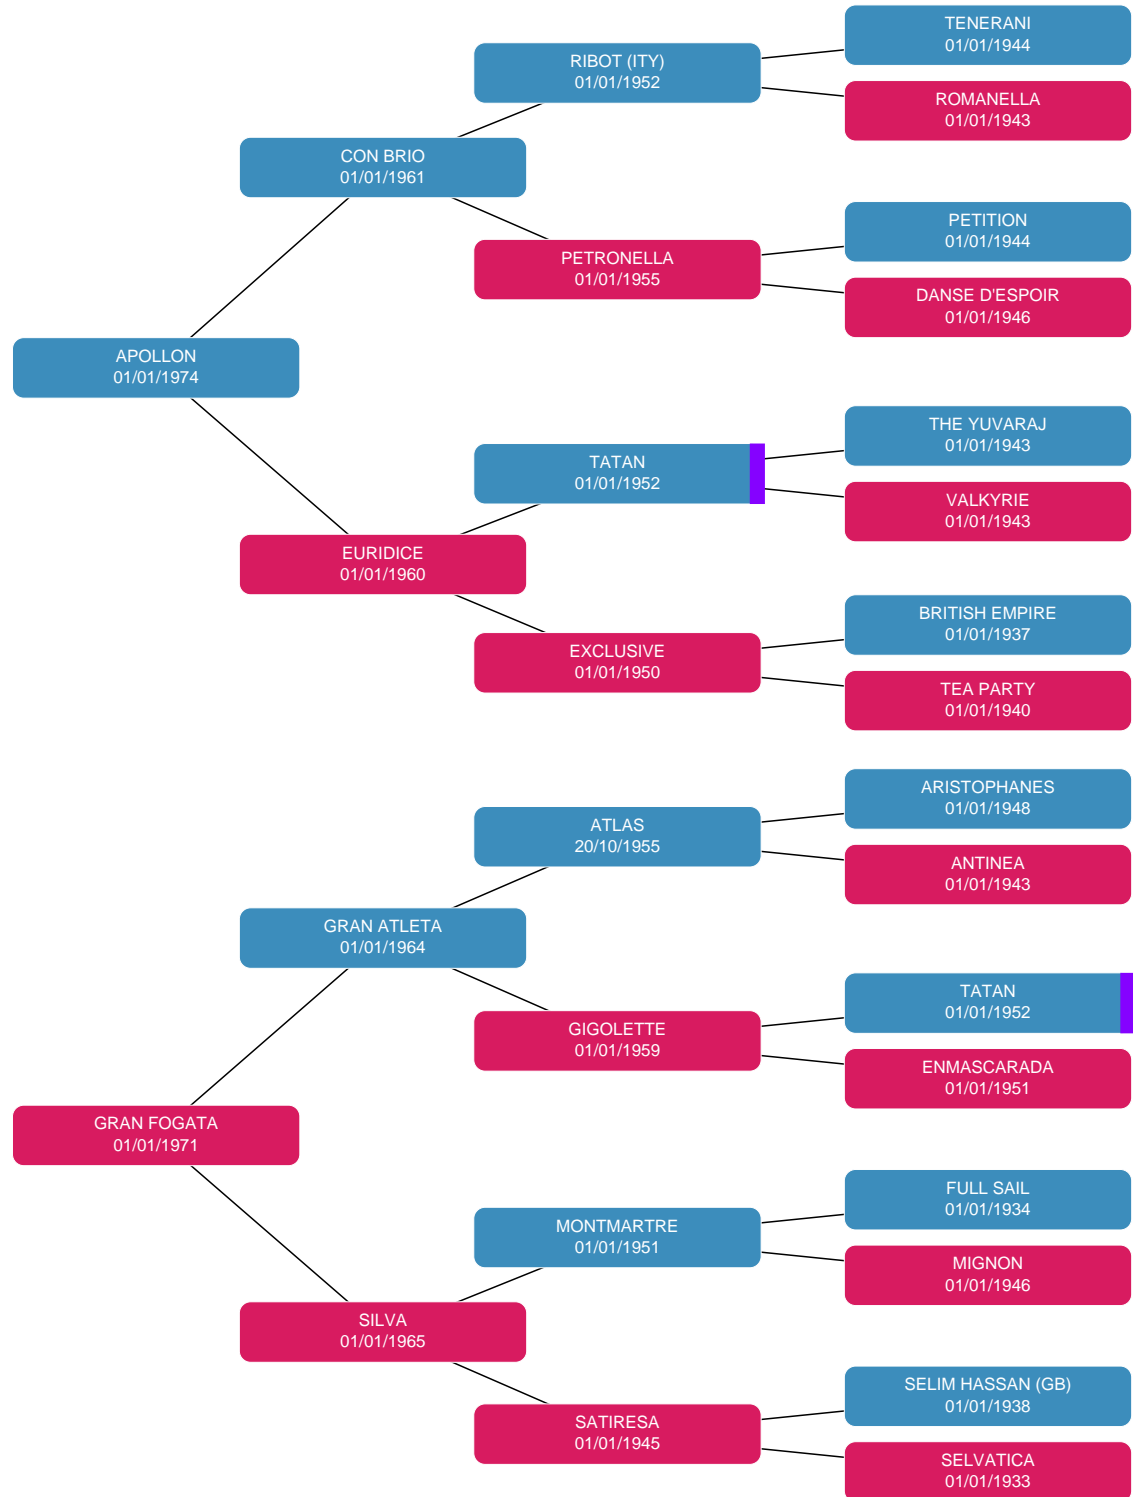 TENERANI
01/01/1944
RIBOT (ITY)
01/01/1952
ROMANELLA
01/01/1943
CON BRIO
01/01/1961
PETITION
01/01/1944
PETRONELLA
01/01/1955
DANSE D'ESPOIR
01/01/1946
APOLLON
01/01/1974
THE YUVARAJ
01/01/1943
TATAN
01/01/1952
VALKYRIE
01/01/1943
EURIDICE
01/01/1960
BRITISH EMPIRE
01/01/1937
EXCLUSIVE
01/01/1950
TEA PARTY
01/01/1940
ARISTOPHANES
01/01/1948
ATLAS
20/10/1955
ANTINEA
01/01/1943
GRAN ATLETA
01/01/1964
TATAN
01/01/1952
GIGOLETTE
01/01/1959
ENMASCARADA
01/01/1951
GRAN FOGATA
01/01/1971
FULL SAIL
01/01/1934
MONTMARTRE
01/01/1951
MIGNON
01/01/1946
SILVA
01/01/1965
SELIM HASSAN (GB)
01/01/1938
SATIRESA
01/01/1945
SELVATICA
01/01/1933